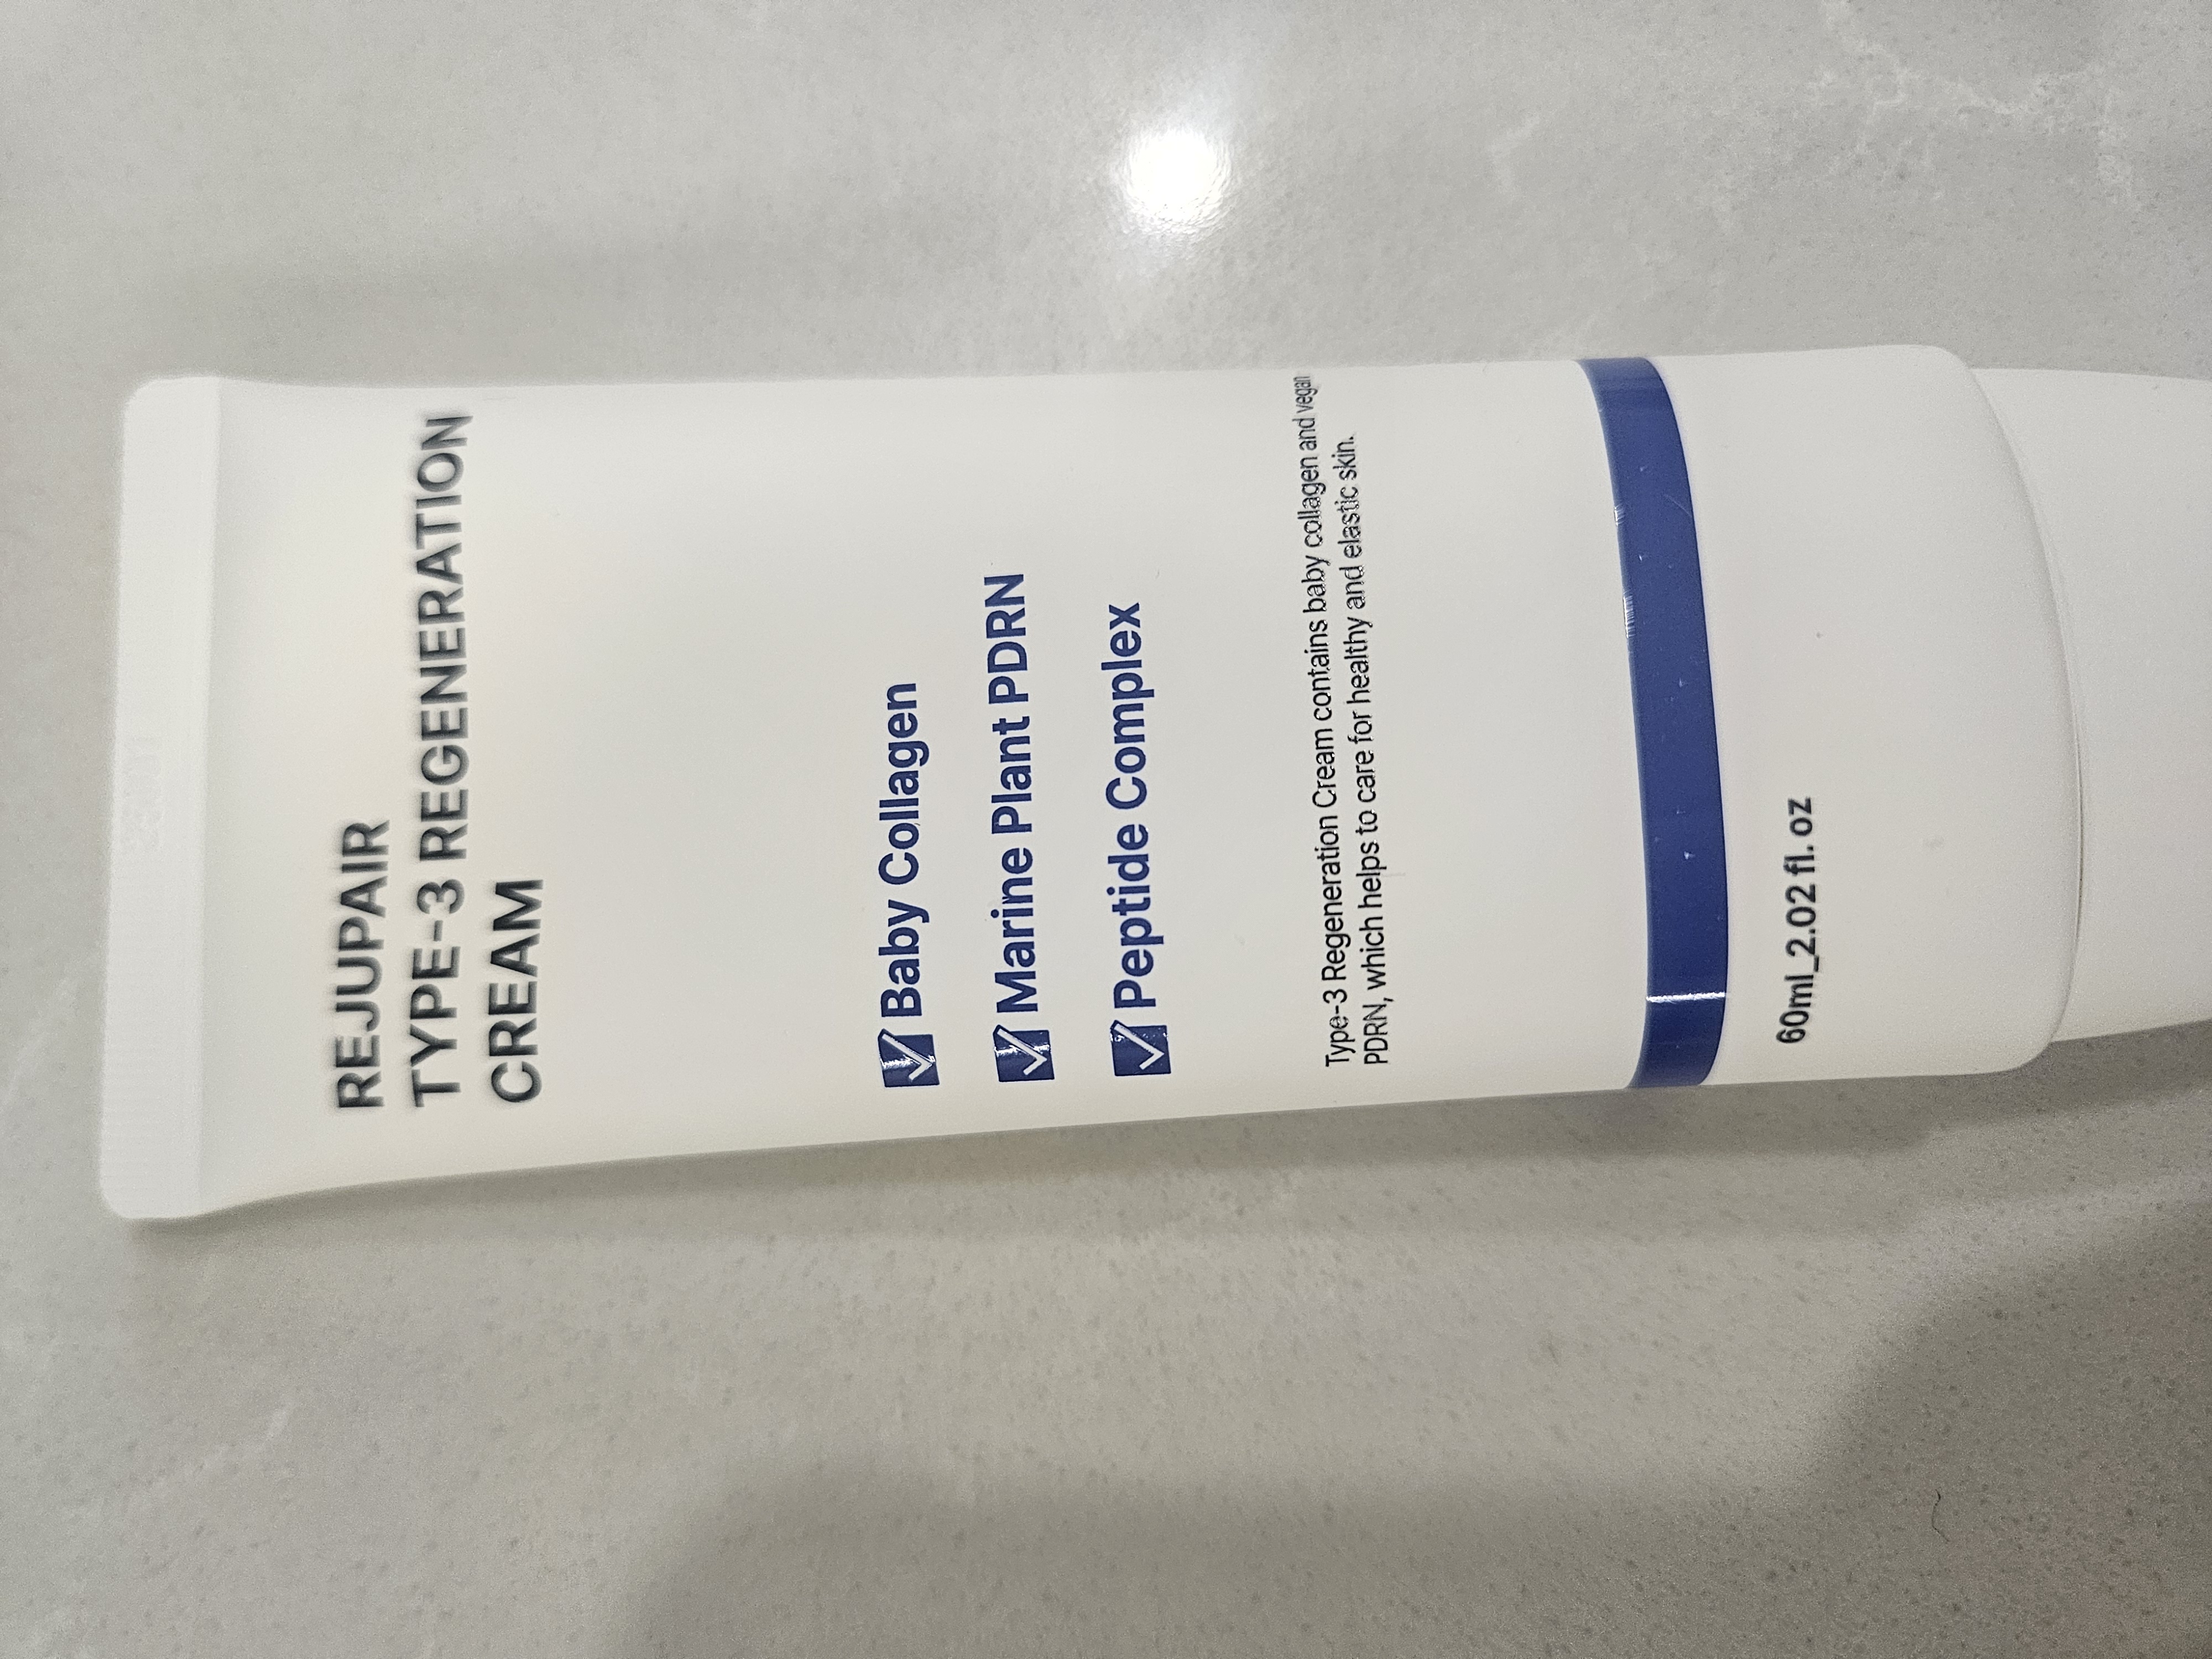 REJUPAIR
TYPE-3 REGENERATION
CREAM
Baby Collagen
Marine Plant PDRN
Peptide Complex
Type-3 Regeneration Cream contains baby collagen and vegan
PDRN, which helps to care for healthy and elastic skin.
60ml_2.02 fl. oz